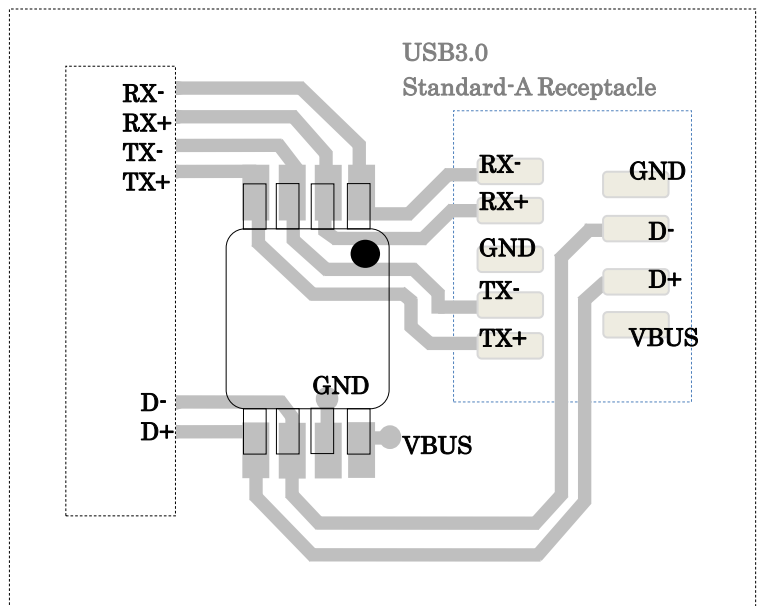 USB3.0
Standard-A Receptacle
RX-
RX+
TX-
TX+
RX-
RX+
GND
TX-
TX+
GND
D-
D+
VBUS
GND
D-
D+
VBUS